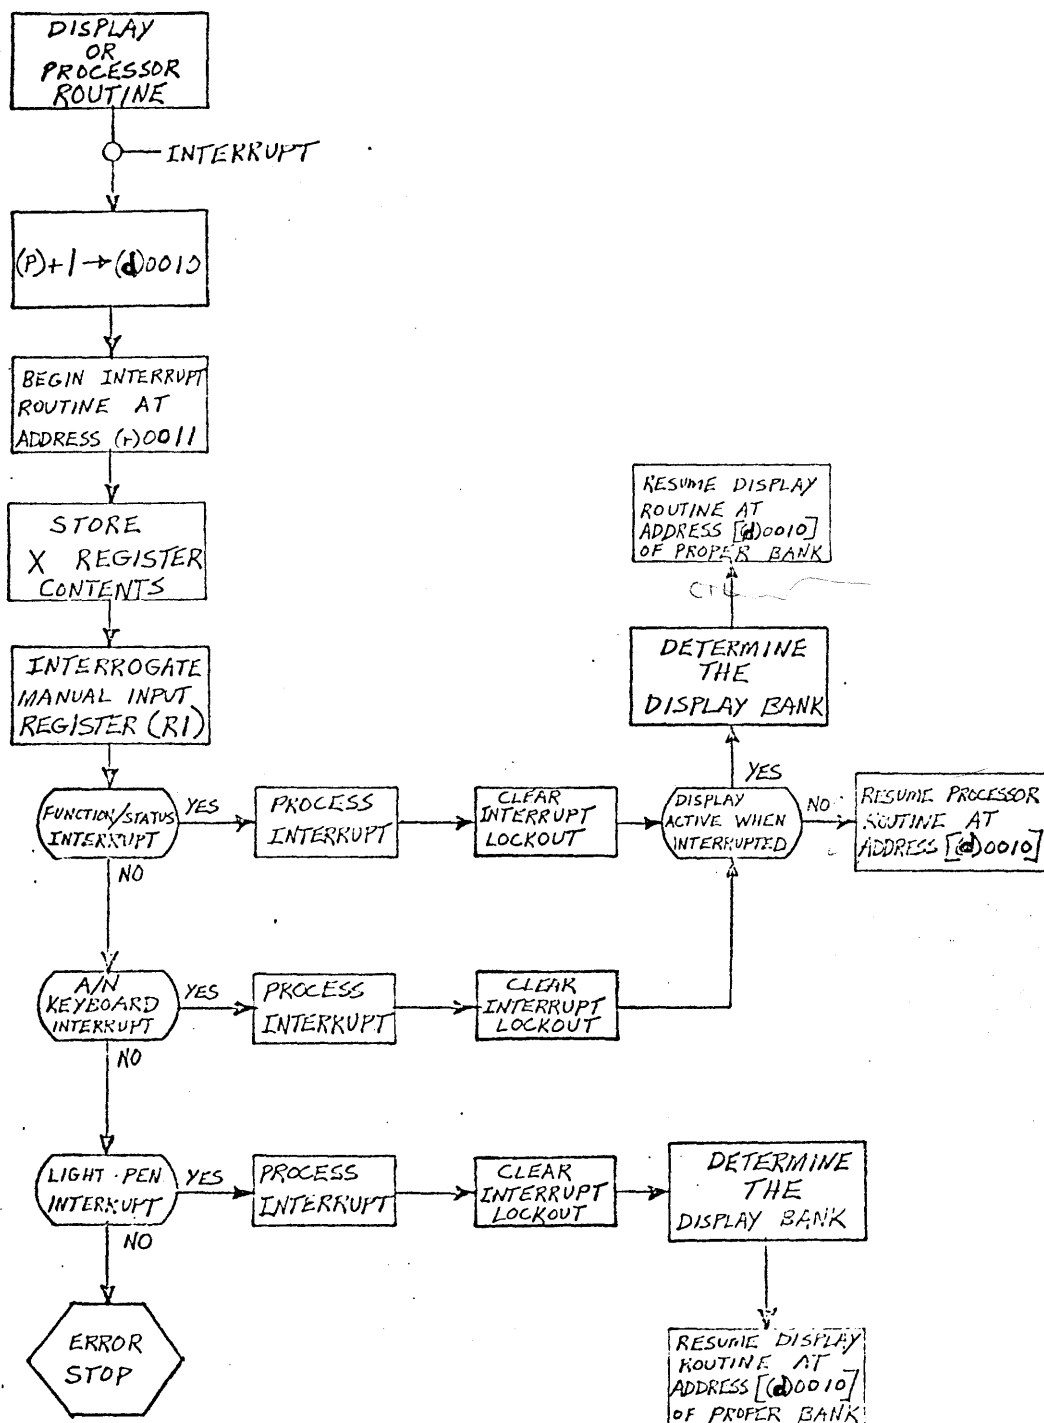 DISPLAY
OR
PROCESSOR
ROUTINE
INTERRUPT
(P)+1→(d)0010
BEGIN INTERRUPT
ROUTINE AT
ADDRESS (r)0011
STORE
X REGISTER
CONTENTS
INTERROGATE
MANUAL INPUT
REGISTER (RI)
FUNCTION/STATUS
INTERRUPT
YES
PROCESS
INTERRUPT
CLEAR
INTERRUPT
LOCKOUT
DISPLAY
ACTIVE WHEN
INTERRUPTED
NO
RESUME PROCESSOR
ROUTINE AT
ADDRESS [(d)0010]
YES
DETERMINE
THE
DISPLAY BANK
RESUME DISPLAY
ROUTINE AT
ADDRESS [(d)0010]
OF PROPER BANK
NO
A/N
KEYBOARD
INTERRUPT
YES
PROCESS
INTERRUPT
CLEAR
INTERRUPT
LOCKOUT
NO
LIGHT-PEN
INTERRUPT
YES
PROCESS
INTERRUPT
CLEAR
INTERRUPT
LOCKOUT
DETERMINE
THE
DISPLAY BANK
NO
ERROR
STOP
RESUME DISPLAY
ROUTINE AT
ADDRESS [(d)0010]
OF PROPER BANK